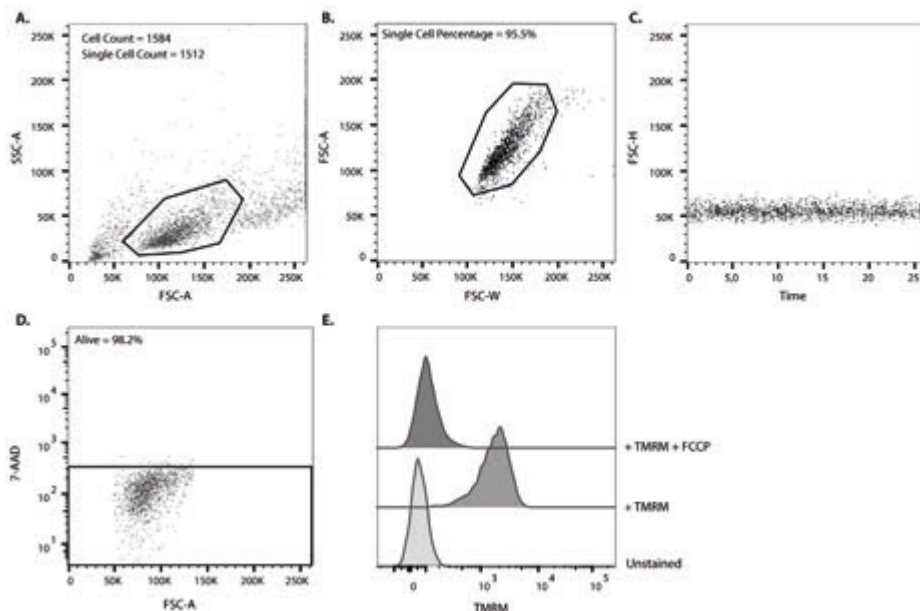 A.
Cell Count = 1584
Single Cell Count = 1512
250K
200K
150K
100K
50K
0
SSC-A
0 50K 100K 150K 200K 250K
FSC-A
B.
Single Cell Percentage = 95.5%
250K
200K
150K
100K
50K
0
FSC-A
0 50K 100K 150K 200K 250K
FSC-W
C.
250K
200K
150K
100K
50K
0
FSC-H
0 5.0 10 15 20 25
Time
D.
Alive = 98.2%
10^5
10^4
10^3
10^2
10^1
7-AAD
0 50K 100K 150K 200K 250K
FSC-A
E.
+ TMRM + FCCP
+ TMRM
Unstained
0 10^3 10^4 10^5
TMRM